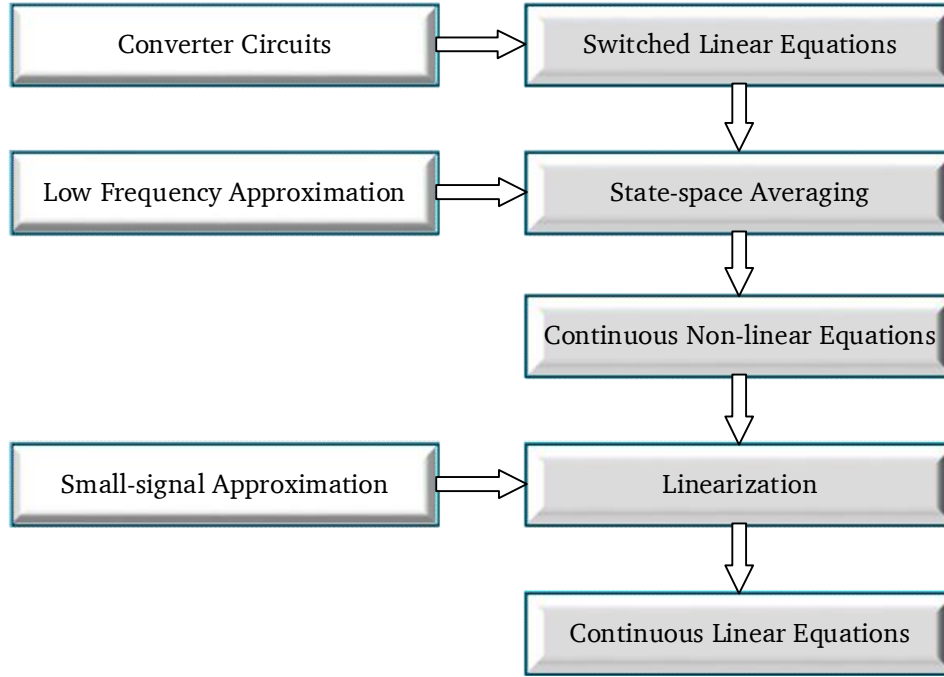 Converter Circuits
Switched Linear Equations
Low Frequency Approximation
State-space Averaging
Continuous Non-linear Equations
Small-signal Approximation
Linearization
Continuous Linear Equations